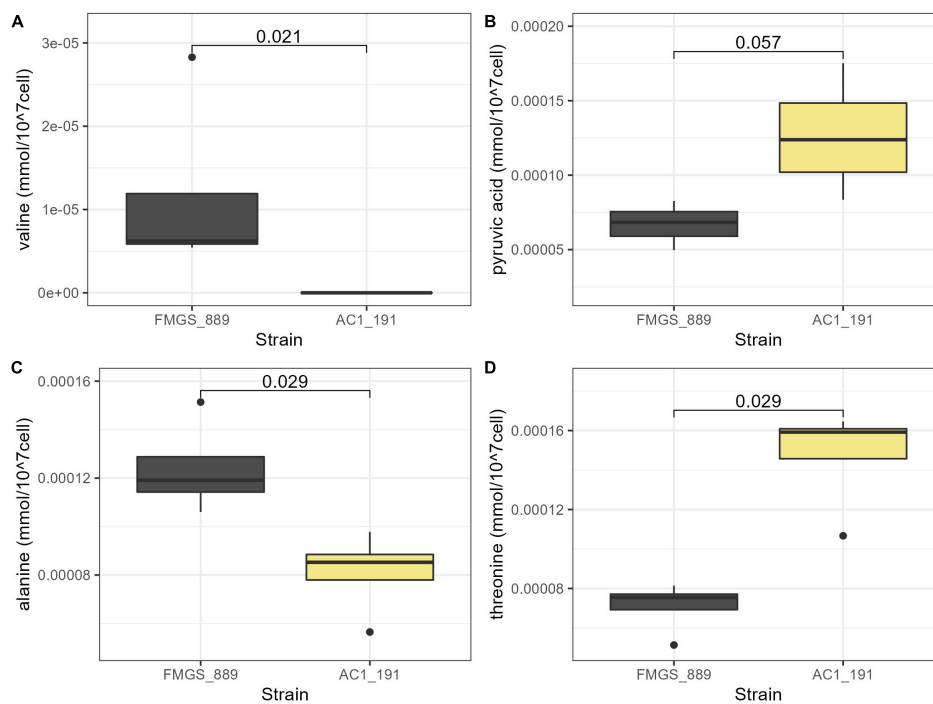 A
valine (mmol/10^7cell)
3e-05
2e-05
1e-05
0e+00
0.021
FMGS_889 AC1_191
Strain
B
pyruvic acid (mmol/10^7cell)
0.00020
0.00015
0.00010
0.00005
0.057
FMGS_889 AC1_191
Strain
C
alanine (mmol/10^7cell)
0.00016
0.00012
0.00008
0.029
FMGS_889 AC1_191
Strain
D
threonine (mmol/10^7cell)
0.00016
0.00012
0.00008
0.029
FMGS_889 AC1_191
Strain